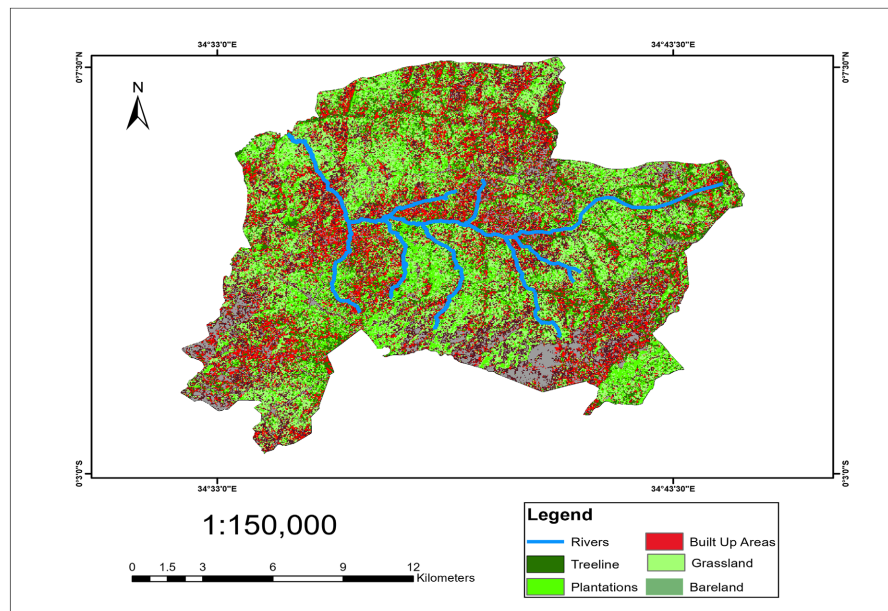 34°33'0"E 34°43'30"E
0°7'30"N 0°7'30"N
N
0°3'0"S 0°3'0"S
34°33'0"E 34°43'30"E
1:150,000
0 1.5 3 6 9 12
Kilometers
Legend
Rivers Built Up Areas
Treeline Grassland
Plantations Bareland